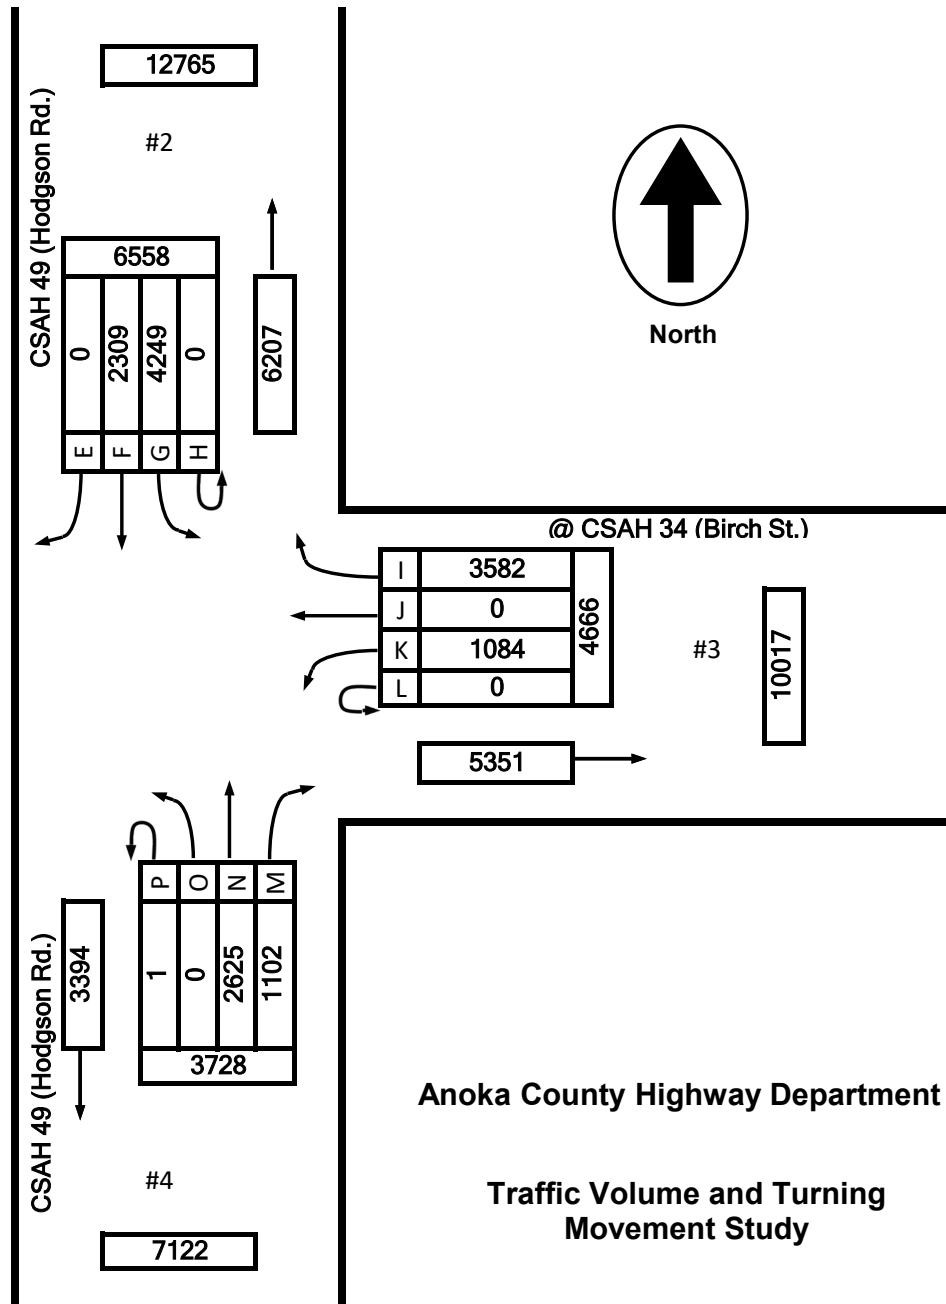 12765
#2
CSAH 49 (Hodgson Rd.)
6558
0
2309
4249
0
E
F
G
H
6207
North
@ CSAH 34 (Birch St.)
I 3582
J 0
K 1084
L 0
4666
#3
10017
5351
P
O
N
M
1
0
2625
1102
3728
3394
CSAH 49 (Hodgson Rd.)
#4
7122
Anoka County Highway Department
Traffic Volume and Turning
Movement Study